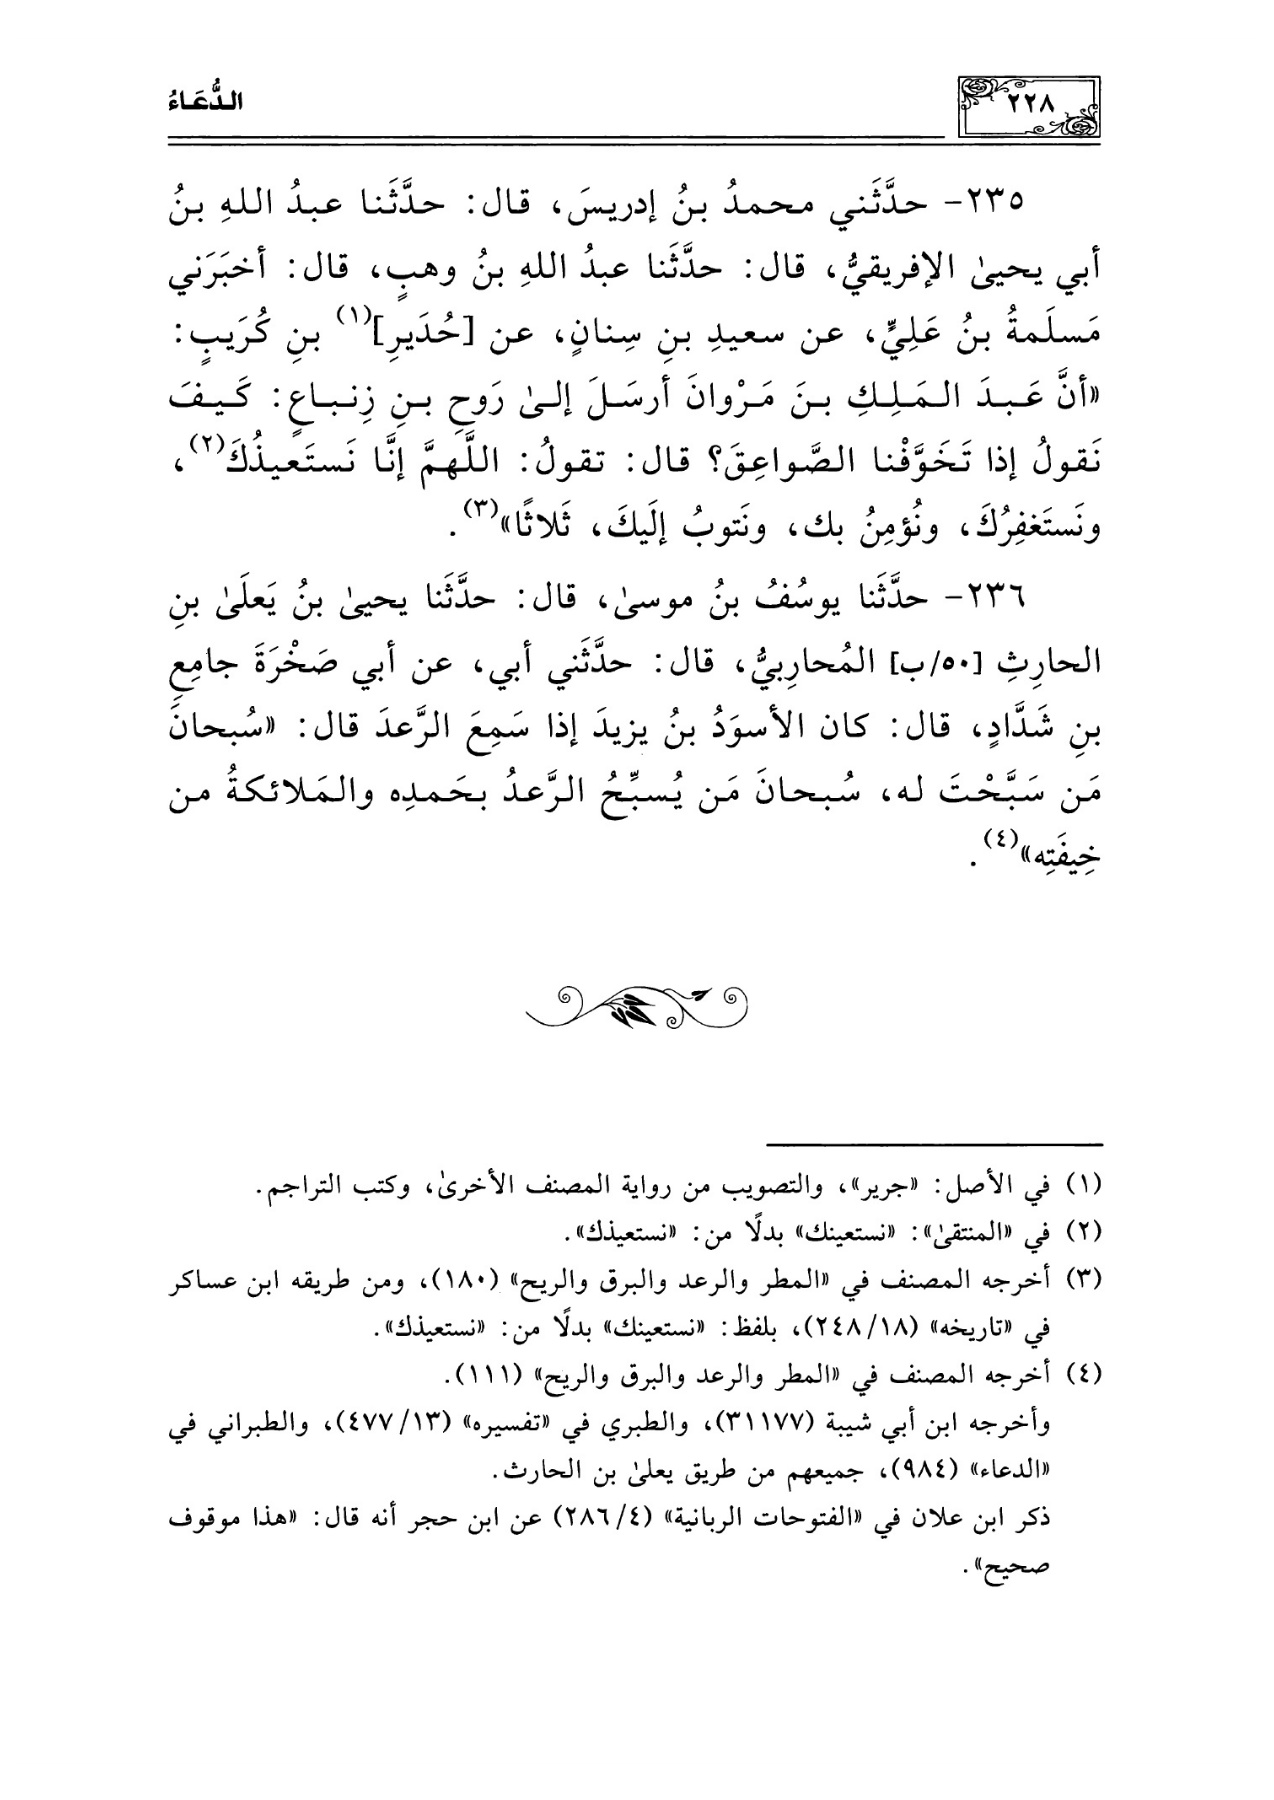 ٢٢٨
الدُّعَاءُ
٢٣٥- حدَّثَني محمدُ بنُ إدريسَ، قال: حدَّثَنا عبدُ اللهِ بنُ
أبي يحيىٰ الإفريقيُّ، قال: حدَّثَنا عبدُ اللهِ بنُ وهبٍ، قال: أخبَرَني
مَسلَمةُ بنُ عَلِيٍّ، عن سعيدِ بنِ سِنانٍ، عن [حُدَيرِ](١) بنِ كُرَيبٍ:
«أنَّ عَبدَ المَلِكِ بنَ مَرْوانَ أرسَلَ إلىٰ رَوحِ بنِ زِنباعٍ: كَيفَ
نَقولُ إذا تَخَوَّفْنا الصَّواعِقَ؟ قال: تقولُ: اللَّهمَّ إنَّا نَستَعيذُكَ(٢)،
ونَستَغفِرُكَ، ونُؤمِنُ بك، ونَتوبُ إلَيكَ، ثَلاثًا»(٣).
٢٣٦- حدَّثَنا يوسُفُ بنُ موسىٰ، قال: حدَّثَنا يحيىٰ بنُ يَعلَىٰ بنِ
الحارِثِ [٥٠/ب] المُحارِبيُّ، قال: حدَّثَني أبي، عن أبي صَخْرَةَ جامِعِ
بنِ شَدَّادٍ، قال: كان الأسوَدُ بنُ يزيدَ إذا سَمِعَ الرَّعدَ قال: «سُبحانَ
مَن سَبَّحْتَ له، سُبحانَ مَن يُسبِّحُ الرَّعدُ بحَمدِه والمَلائكةُ من
خِيفَتِه»(٤).
(١) في الأصل: «جرير»، والتصويب من رواية المصنف الأخرىٰ، وكتب التراجم.
(٢) في «المنتقىٰ»: «نستعينك» بدلًا من: «نستعيذك».
(٣) أخرجه المصنف في «المطر والرعد والبرق والريح» (١٨٠)، ومن طريقه ابن عساكر
في «تاريخه» (٢٤٨/١٨)، بلفظ: «نستعينك» بدلًا من: «نستعيذك».
(٤) أخرجه المصنف في «المطر والرعد والبرق والريح» (١١١).
وأخرجه ابن أبي شيبة (٣١١٧٧)، والطبري في «تفسيره» (٤٧٧/١٣)، والطبراني في
«الدعاء» (٩٨٤)، جميعهم من طريق يعلىٰ بن الحارث.
ذكر ابن علان في «الفتوحات الربانية» (٢٨٦/٤) عن ابن حجر أنه قال: «هذا موقوف
صحيح».